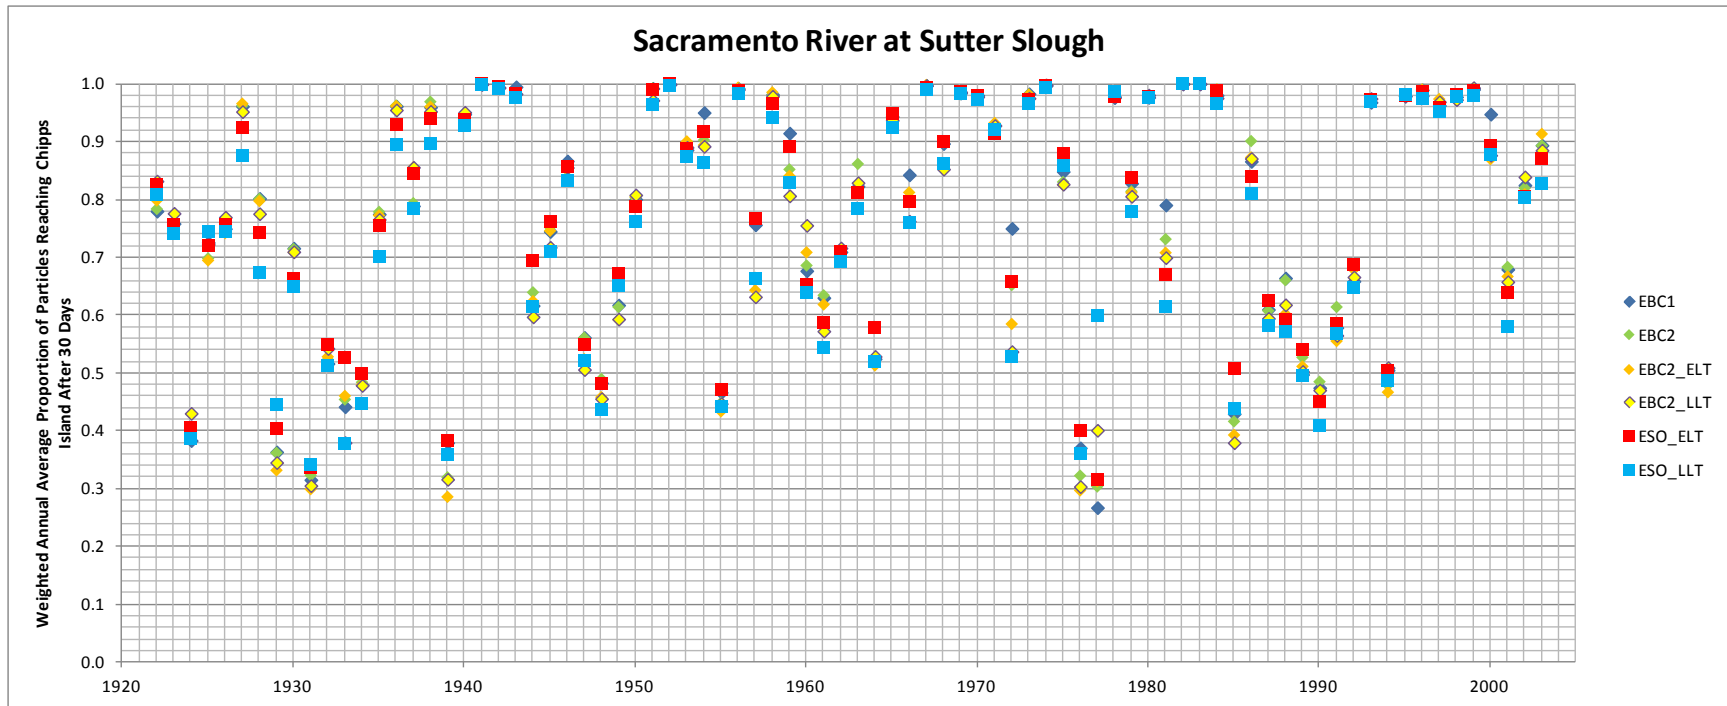 Sacramento River at Sutter Slough
Weighted Annual Average Proportion of Particles Reaching Chipps
Island After 30 Days
1.0
0.9
0.8
0.7
0.6
0.5
0.4
0.3
0.2
0.1
0.0
1920
1930
1940
1950
1960
1970
1980
1990
2000
EBC1
EBC2
EBC2_ELT
EBC2_LLT
ESO_ELT
ESO_LLT